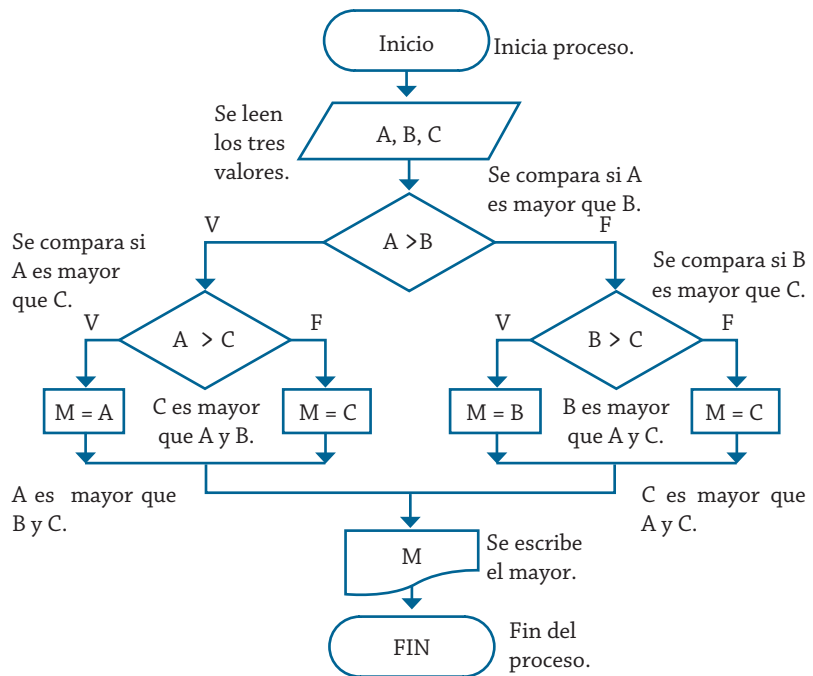 Inicio
Inicia proceso.
Se leen
los tres
valores.
A, B, C
Se compara si A
es mayor que B.
A >B
V
F
Se compara si
A es mayor
que C.
Se compara si B
es mayor que C.
V
A > C
F
V
B > C
F
M = A
C es mayor
que A y B.
M = C
M = B
B es mayor
que A y C.
M = C
A es mayor que
B y C.
C es mayor que
A y C.
M
Se escribe
el mayor.
FIN
Fin del
proceso.